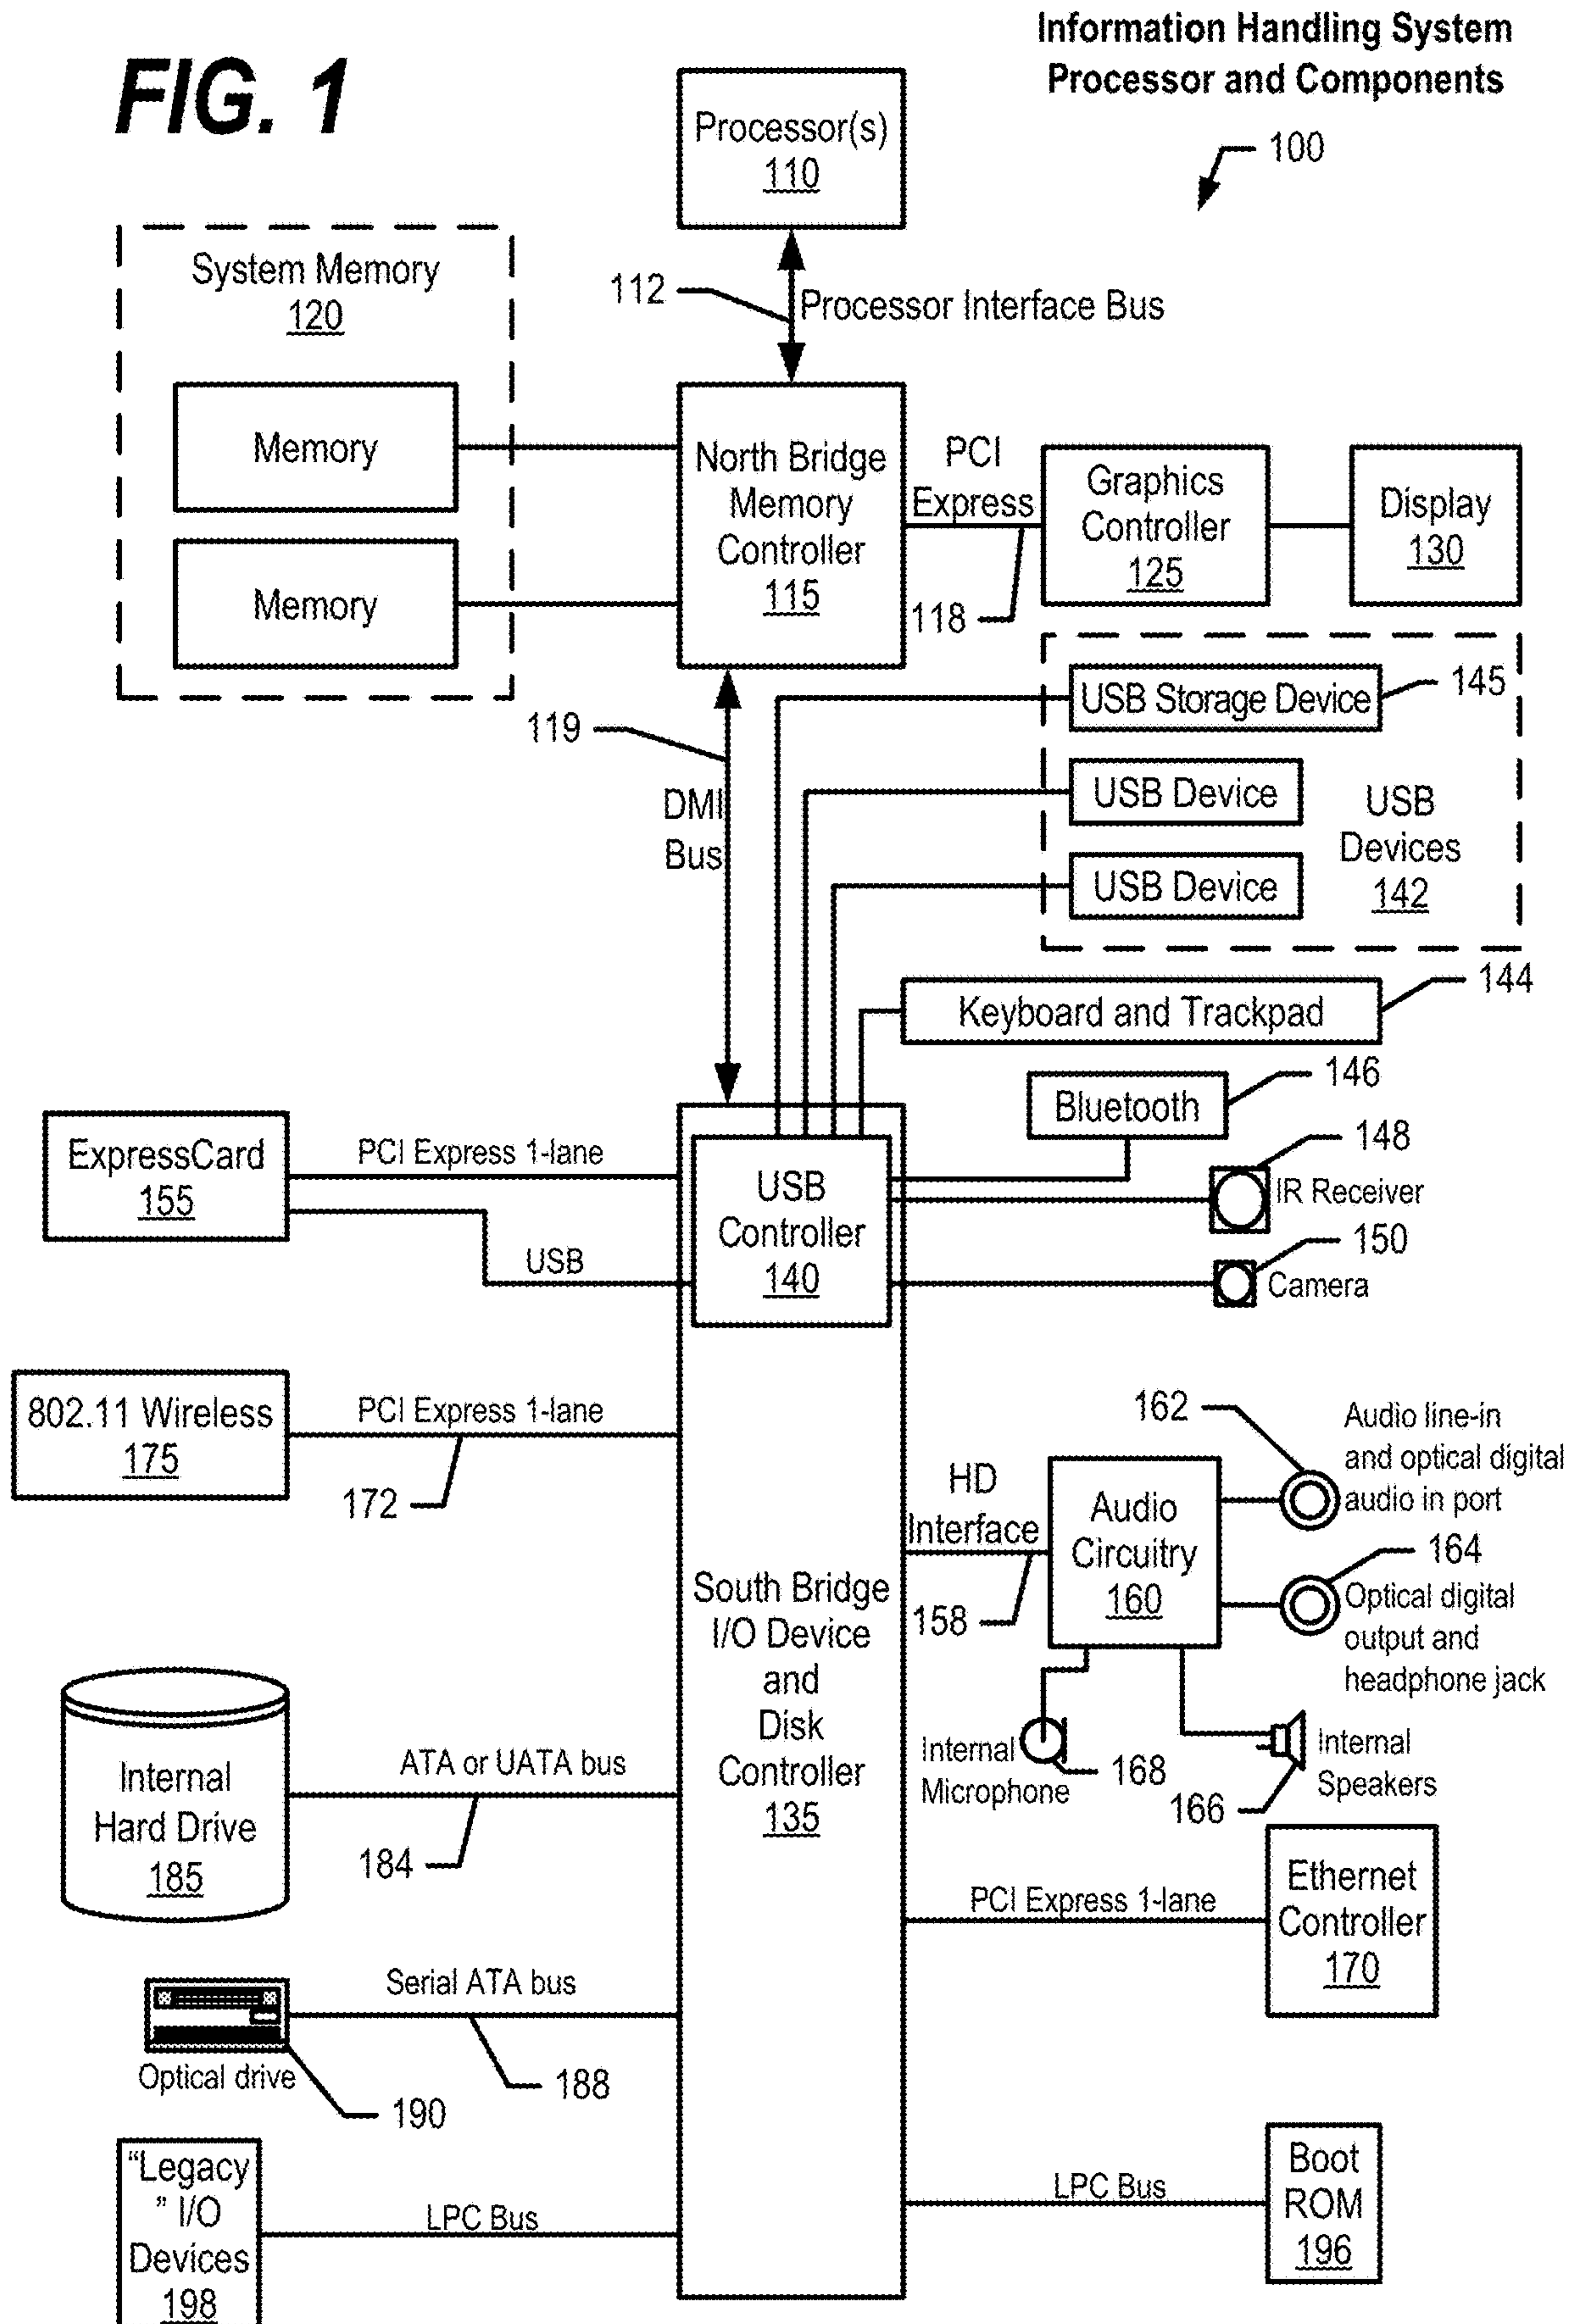 Information Handling System
Processor and Components
FIG. 1
100
Processor(s)
110
System Memory
120
112
Processor Interface Bus
Memory
Memory
North Bridge
Memory
Controller
115
PCI
Express
118
Graphics
Controller
125
Display
130
119
DMI
Bus
USB Storage Device
145
USB Device
USB Device
USB
Devices
142
Keyboard and Trackpad
144
Bluetooth
146
148
IR Receiver
150
Camera
ExpressCard
155
PCI Express 1-lane
USB
USB
Controller
140
802.11 Wireless
175
PCI Express 1-lane
172
162
Audio line-in
and optical digital
audio in port
HD
Interface
158
Audio
Circuitry
160
164
Optical digital
output and
headphone jack
South Bridge
I/O Device
and
Disk
Controller
135
Internal
Microphone
168
166
Internal
Speakers
Internal
Hard Drive
185
ATA or UATA bus
184
PCI Express 1-lane
Ethernet
Controller
170
Serial ATA bus
188
Optical drive
190
“Legacy
” I/O
Devices
198
LPC Bus
LPC Bus
Boot
ROM
196